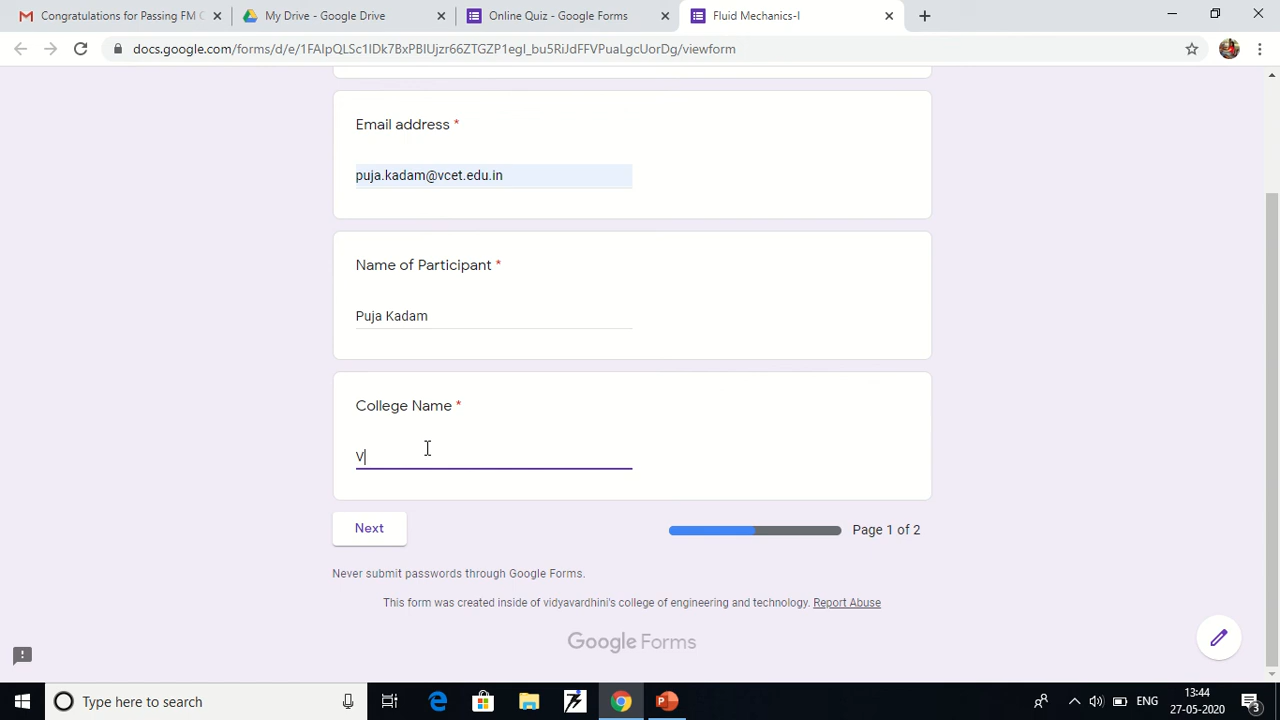 Congratulations for Passing FM C
My Drive - Google Drive
Online Quiz - Google Forms
Fluid Mechanics-I
docs.google.com/forms/d/e/1FAIpQLSc1lDk7BxPBlUjzr66ZTGZP1egI_bu5RiJdFFVPuaLgcUorDg/viewform
Email address *
puja.kadam@vcet.edu.in
Name of Participant *
Puja Kadam
College Name *
V
Next
Page 1 of 2
Never submit passwords through Google Forms.
This form was created inside of vidyavardhini's college of engineering and technology. Report Abuse
Google Forms
Type here to search
ENG
13:44
27-05-2020
3